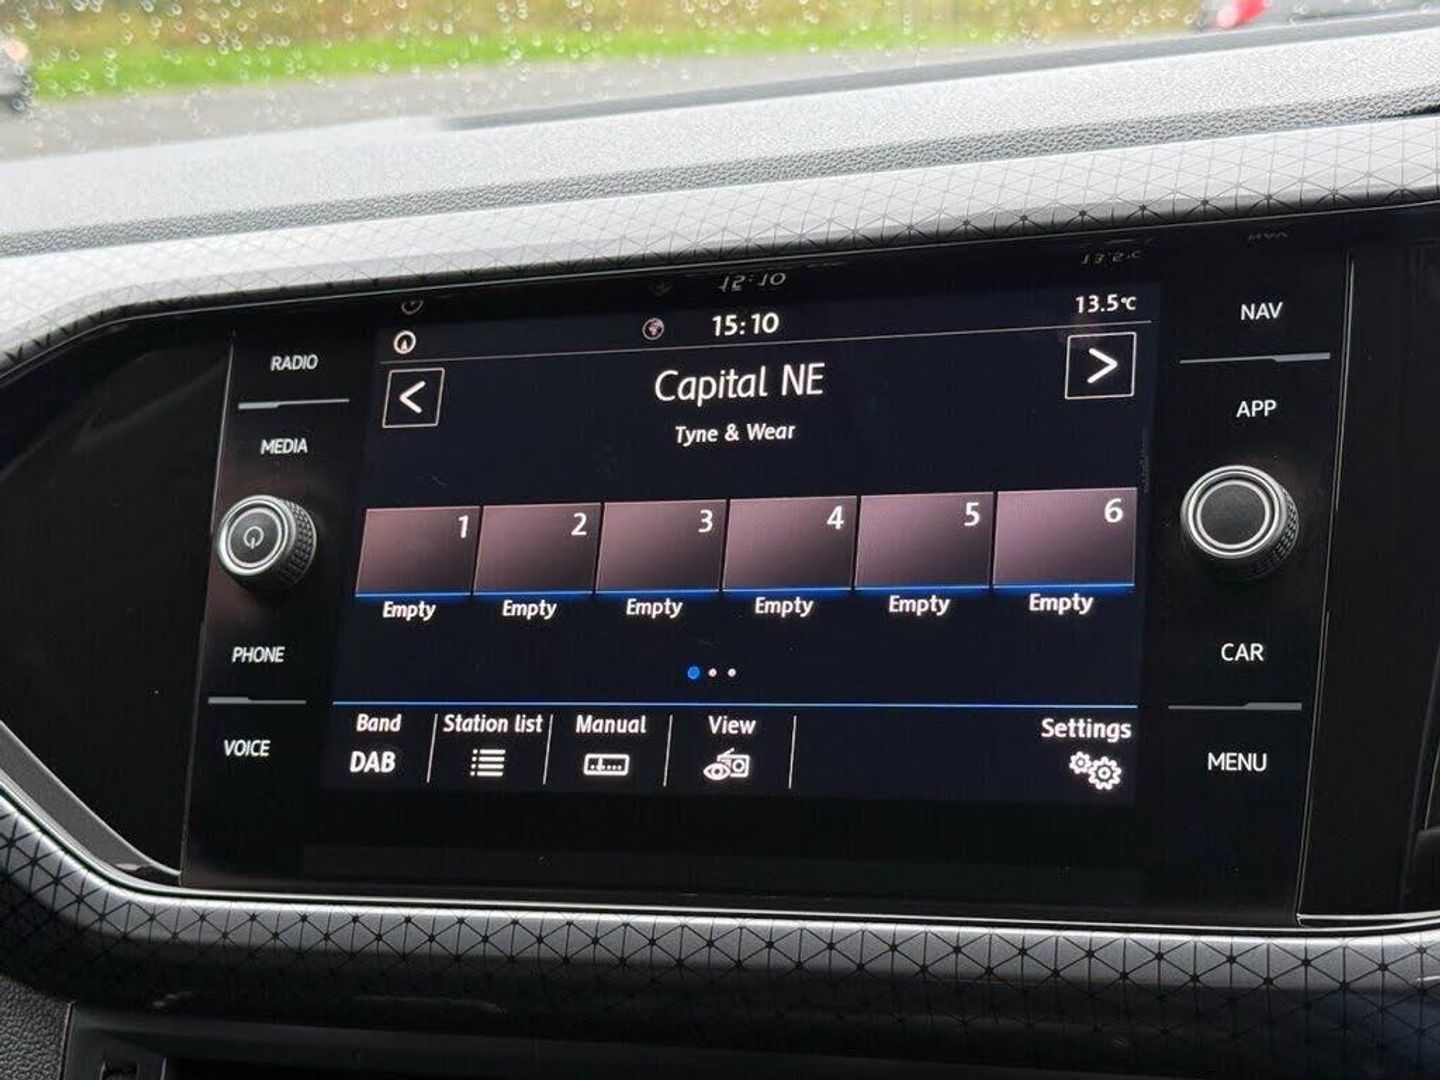 15:10
13.5°C
RADIO
MEDIA
PHONE
VOICE
Capital NE
Tyne & Wear
1 2 3 4 5 6
Empty Empty Empty Empty Empty Empty
Band Station list Manual View Settings
DAB
NAV
APP
CAR
MENU